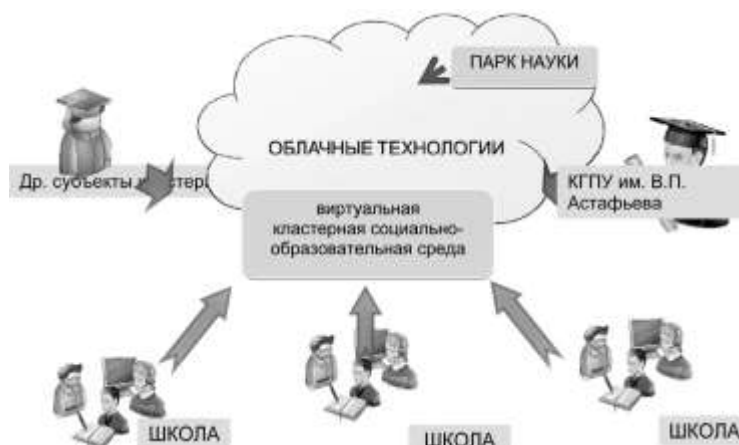 ПАРК НАУКИ
ОБЛАЧНЫЕ ТЕХНОЛОГИИ
Др. субъекты
КГПУ им. В.П.
Астафьева
виртуальная
кластерная социально-
образовательная среда
ШКОЛА
ШКОЛА
ШКОЛА